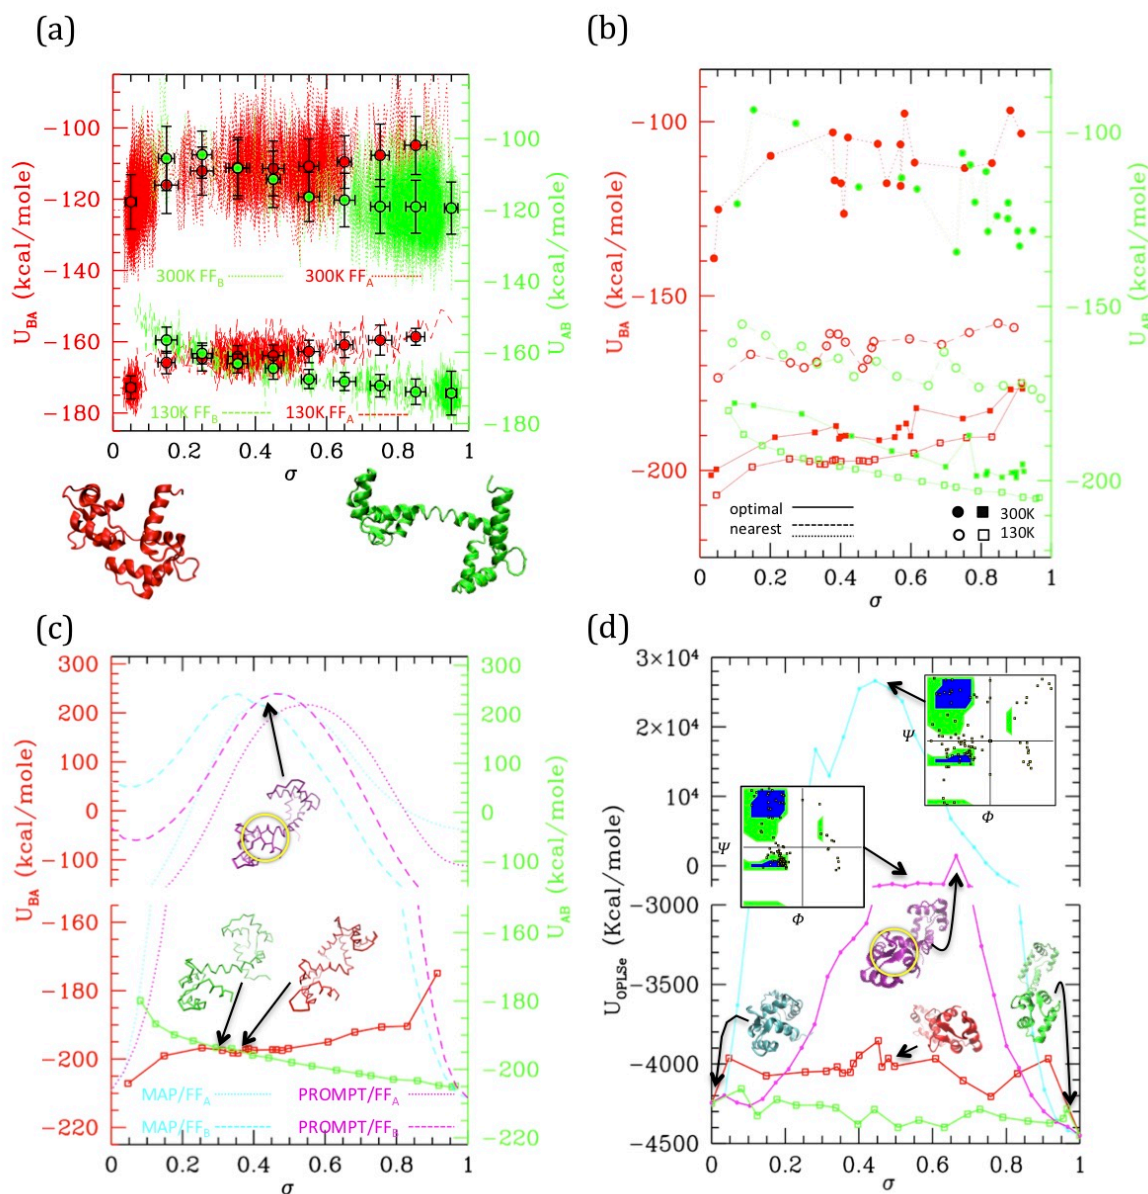 (a)
(b)
−100
−120
−140
−160
−180
U_BA (kcal/mole)
−100
−120
−140
−160
−180
U_AB (kcal/mole)
300K FF_B
300K FF_A
130K FF_B
130K FF_A
0
0.2
0.4
0.6
0.8
1
σ
−100
−150
−200
U_BA (kcal/mole)
−100
−150
−200
U_AB (kcal/mole)
optimal
nearest
300K
130K
0
0.2
0.4
0.6
0.8
1
σ
(c)
(d)
300
200
100
0
−100
−160
−180
−200
−220
U_BA (kcal/mole)
300
200
100
0
−100
−160
−180
−200
−220
U_AB (kcal/mole)
MAP/FF_A
PROMPT/FF_A
MAP/FF_B
PROMPT/FF_B
0
0.2
0.4
0.6
0.8
1
σ
3×10⁴
2×10⁴
10⁴
0
−3000
−3500
−4000
−4500
U_OPLSe (Kcal/mole)
Ψ
Φ
Ψ
Φ
0
0.2
0.4
0.6
0.8
1
σ